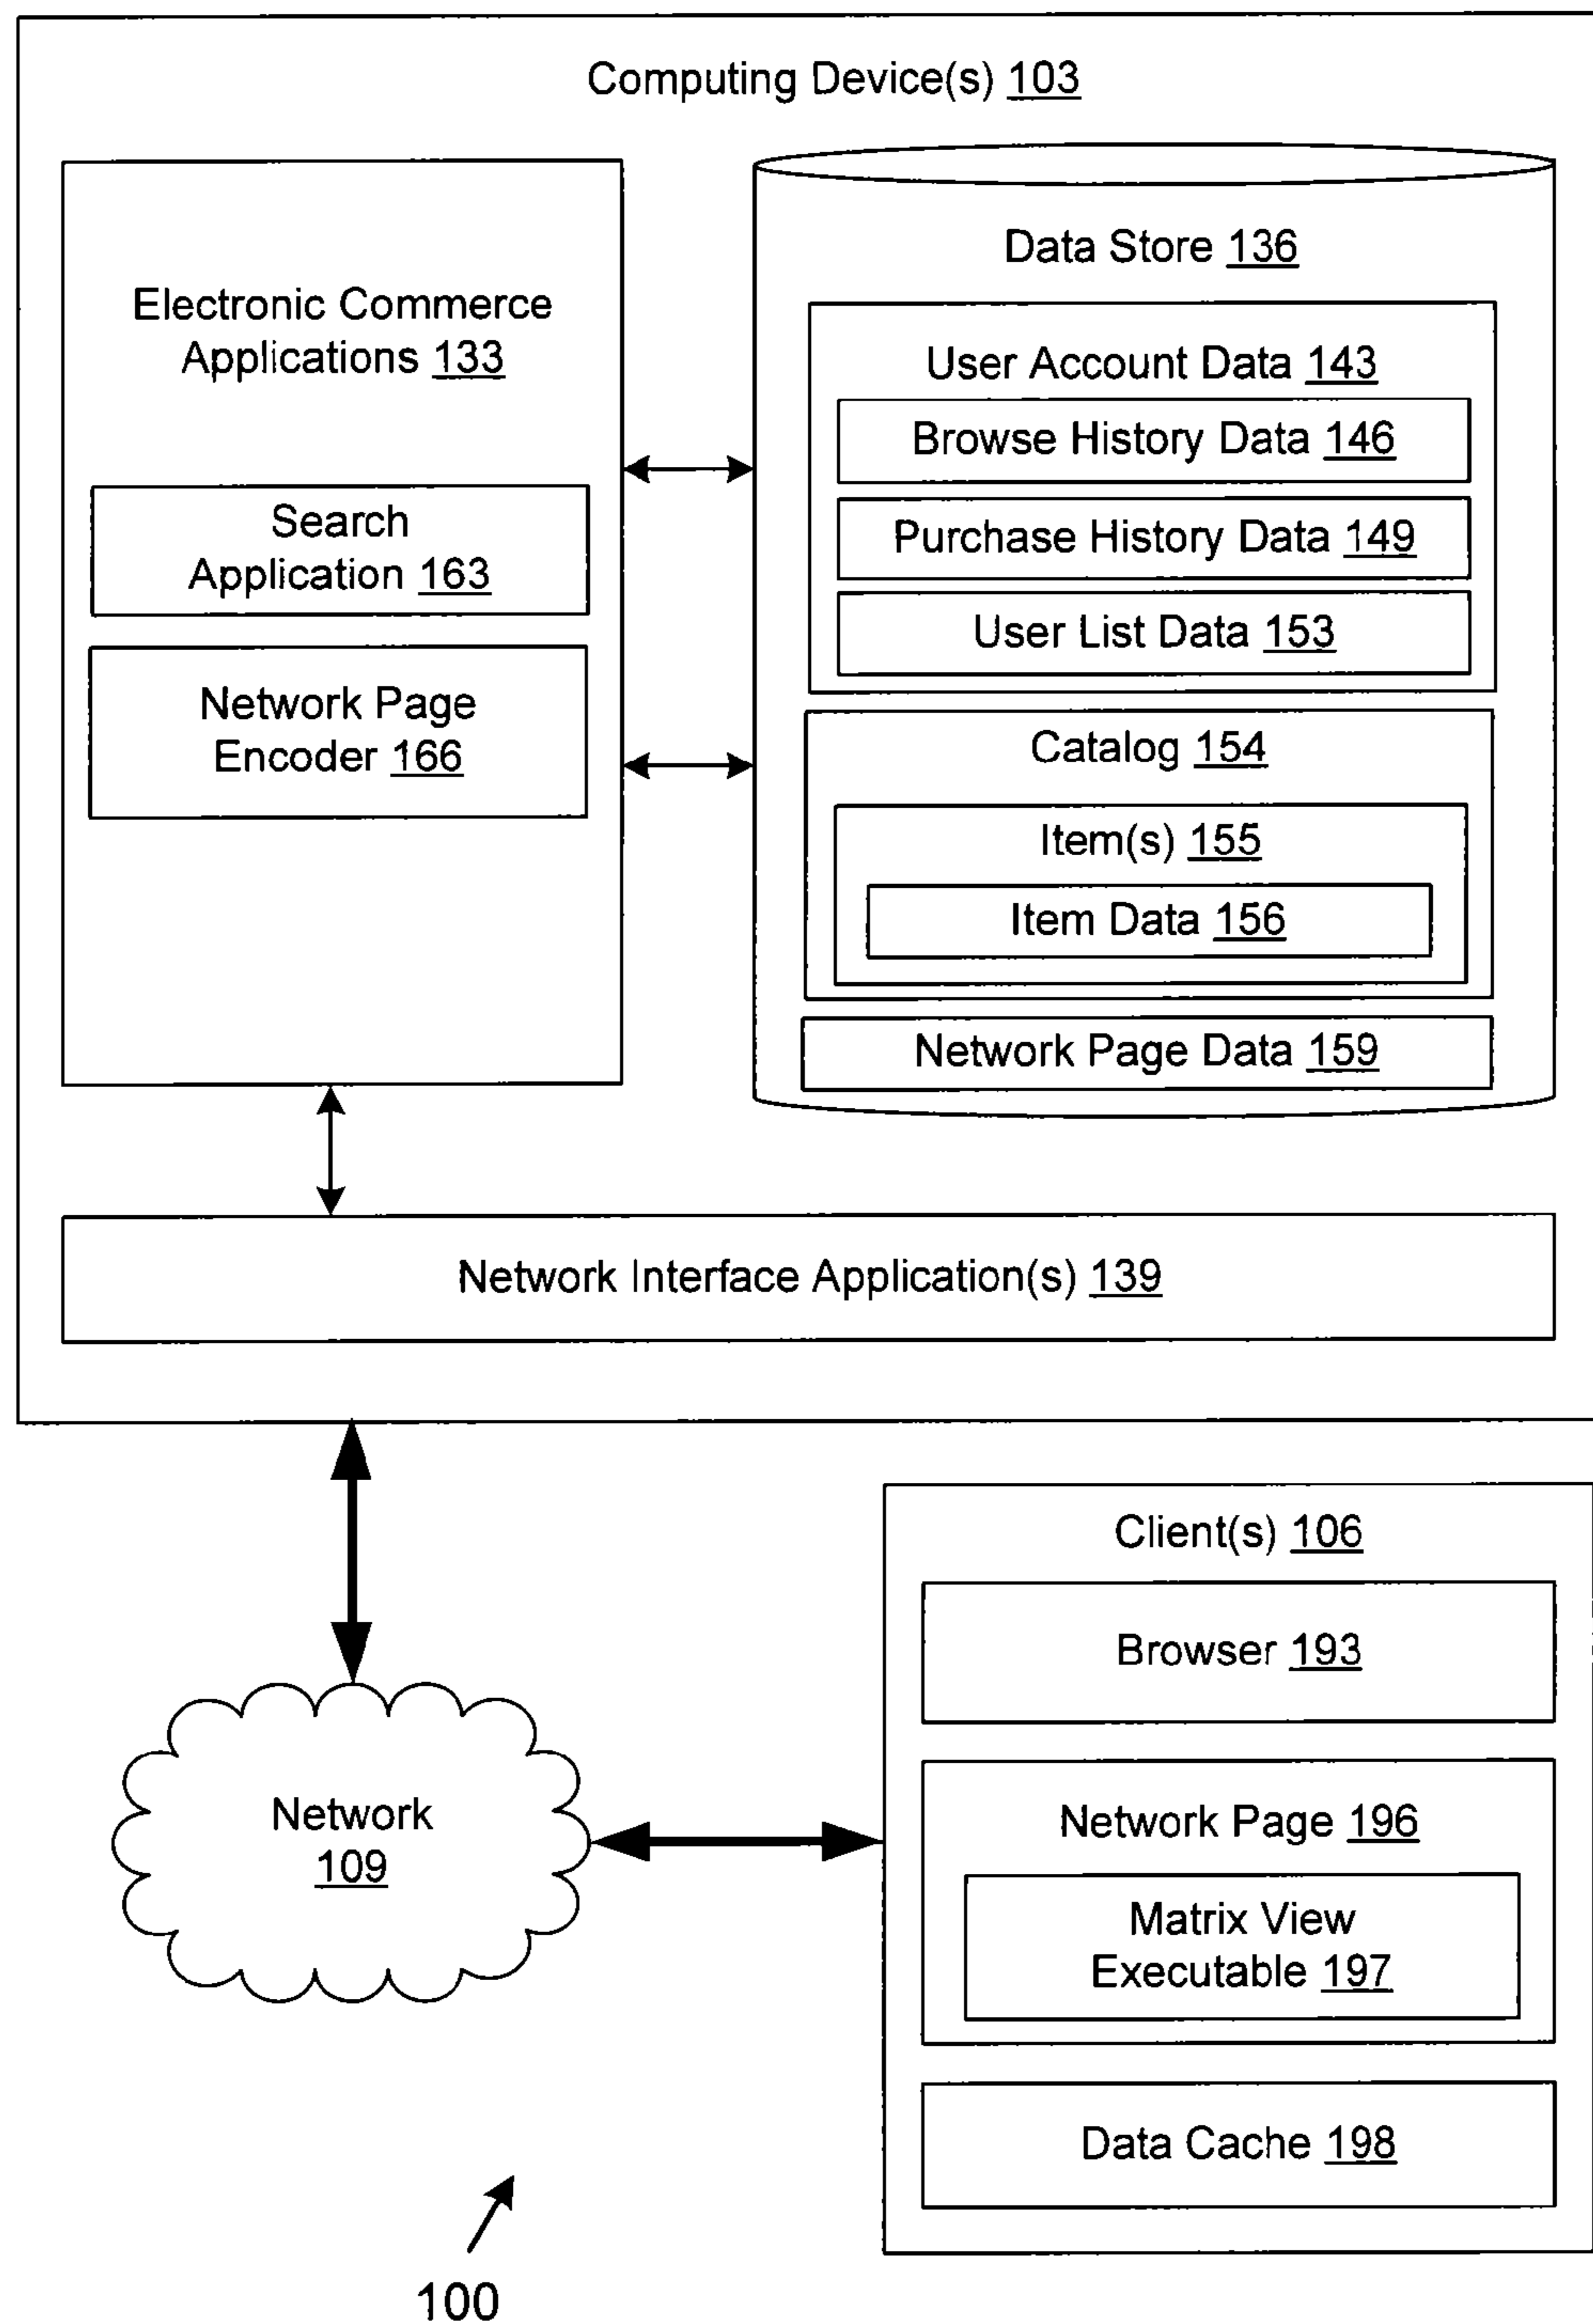 Computing Device(s) 103
Electronic Commerce
Applications 133
Search
Application 163
Network Page
Encoder 166
Data Store 136
User Account Data 143
Browse History Data 146
Purchase History Data 149
User List Data 153
Catalog 154
Item(s) 155
Item Data 156
Network Page Data 159
Network Interface Application(s) 139
Network
109
Client(s) 106
Browser 193
Network Page 196
Matrix View
Executable 197
Data Cache 198
100